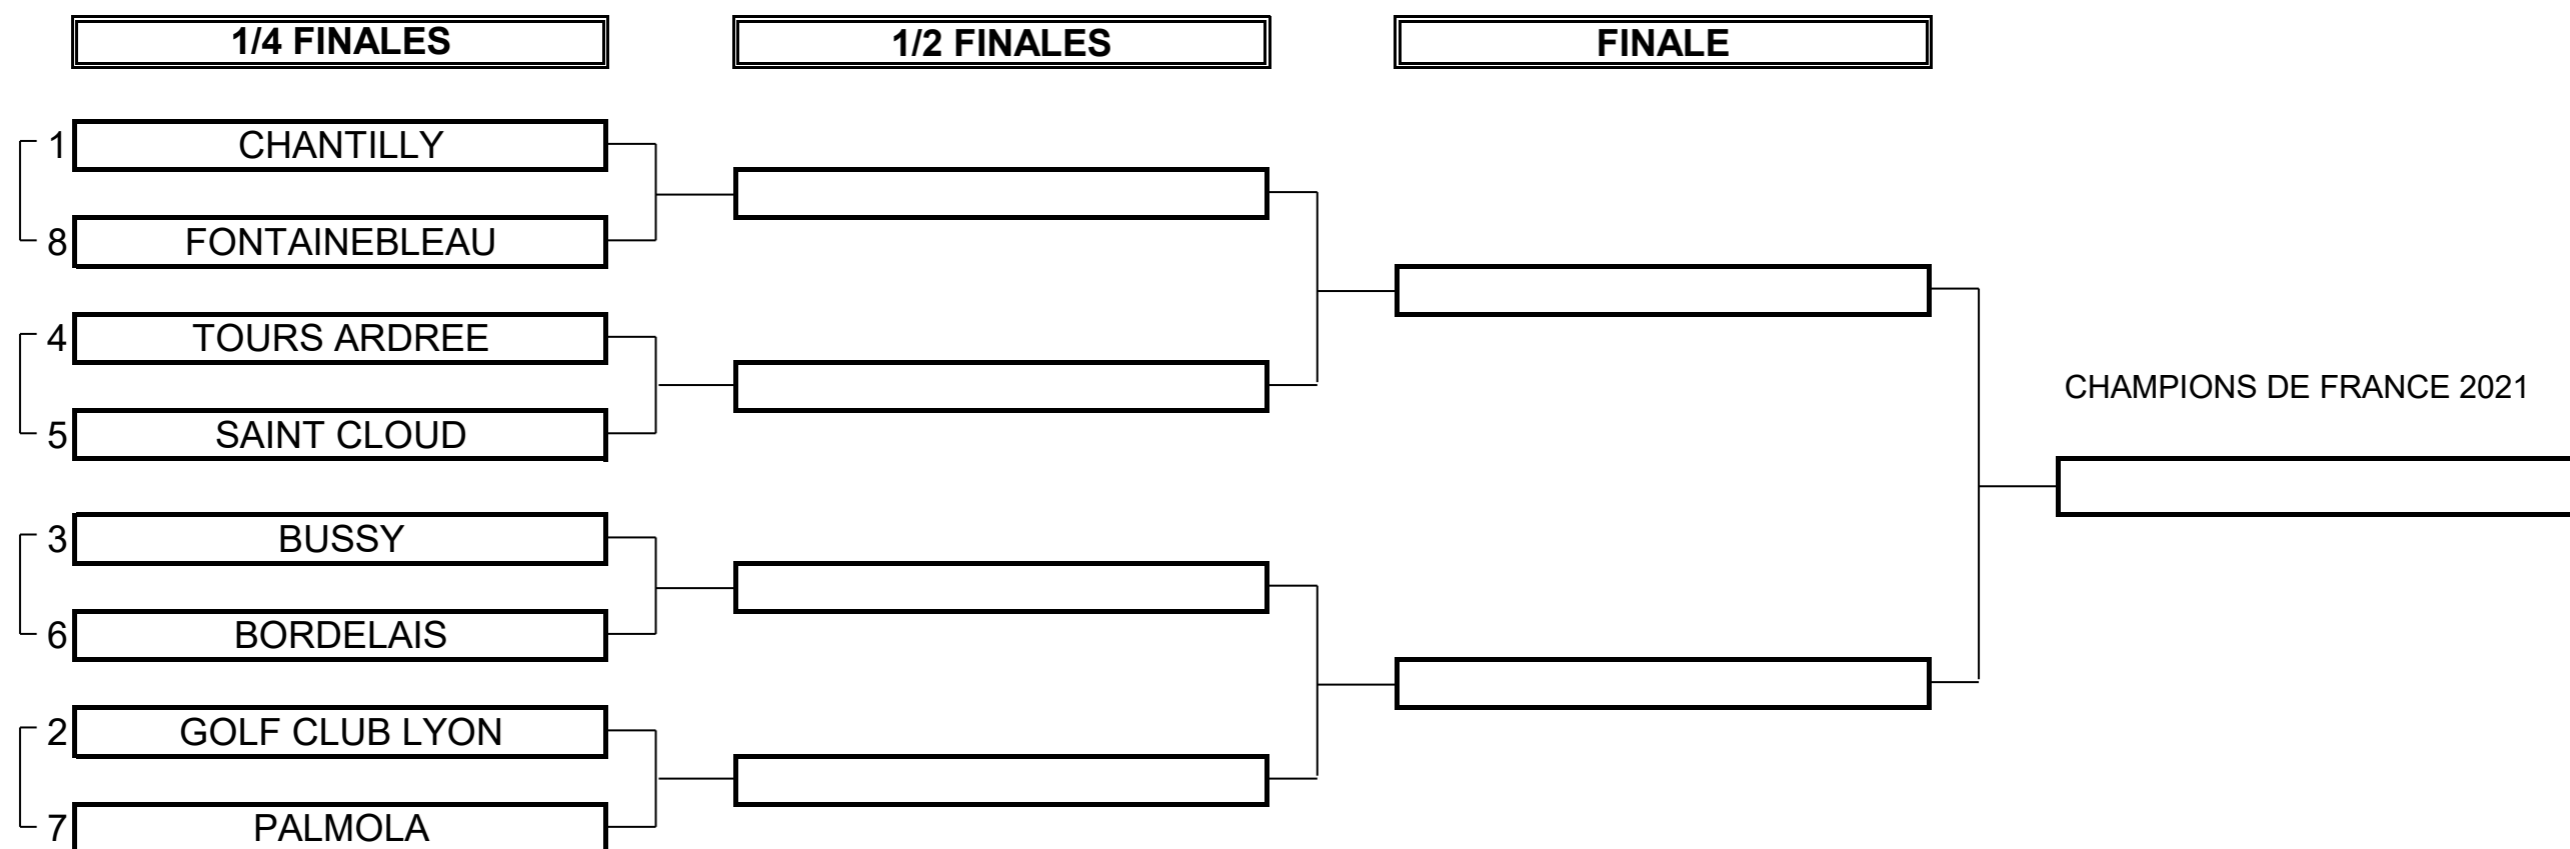 1/4 FINALES 1/2 FINALES FINALE
1 CHANTILLY
8 FONTAINEBLEAU
4 TOURS ARDREE
CHAMPIONS DE FRANCE 2021
5 SAINT CLOUD
3 BUSSY
6 BORDELAIS
2 GOLF CLUB LYON
7 PALMOLA